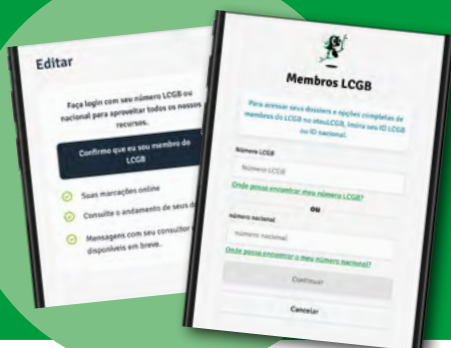 Editar
Faça login com seu número LCGB ou
nacional para aproveitar todos os nossos
recursos.
Confirmo que eu sou membro do
LCGB
Suas marcações online
Consulte o andamento de seus
Mensagens com seu consultor
disponíveis em breve.
Membros LCGB
Para acessar seus dossiers e opções completas de
membros do LCGB no atauLCGB, insira seu ID LCGB
ou ID nacional.
Número LCGB
Número LCGB
Onde posso encontrar meu número LCGB?
ou
número nacional
número nacional
Onde posso encontrar o meu número nacional?
Continuar
Cancelar